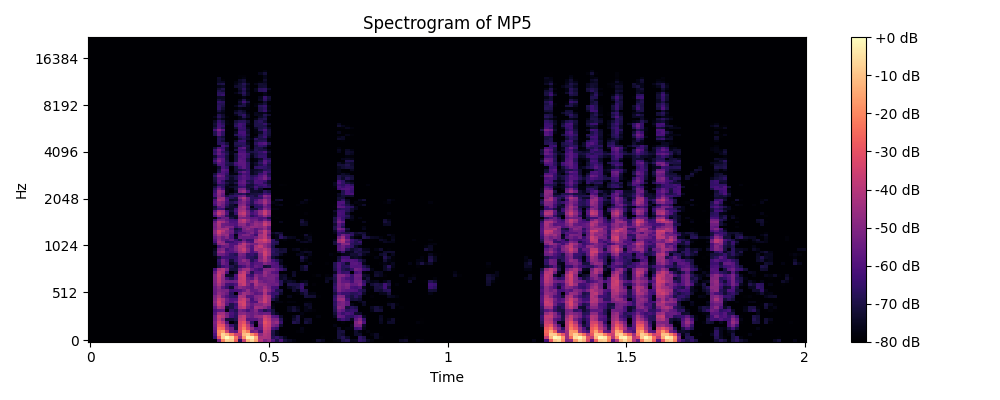 Spectrogram of MP5
Hz
16384
8192
4096
2048
1024
512
0
0 0.5 1 1.5 2
Time
+0 dB
-10 dB
-20 dB
-30 dB
-40 dB
-50 dB
-60 dB
-70 dB
-80 dB